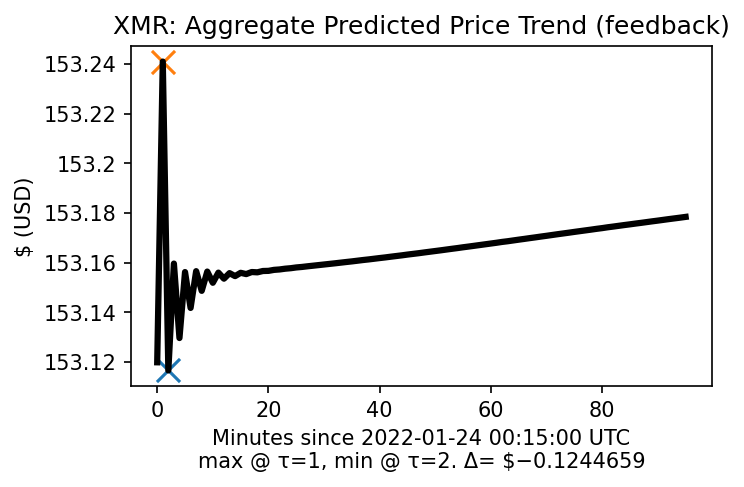 XMR: Aggregate Predicted Price Trend (feedback)
153.24
153.22
153.2
153.18
153.16
153.14
153.12
$ (USD)
0 20 40 60 80
Minutes since 2022-01-24 00:15:00 UTC
max @ τ=1, min @ τ=2. Δ= $−0.1244659